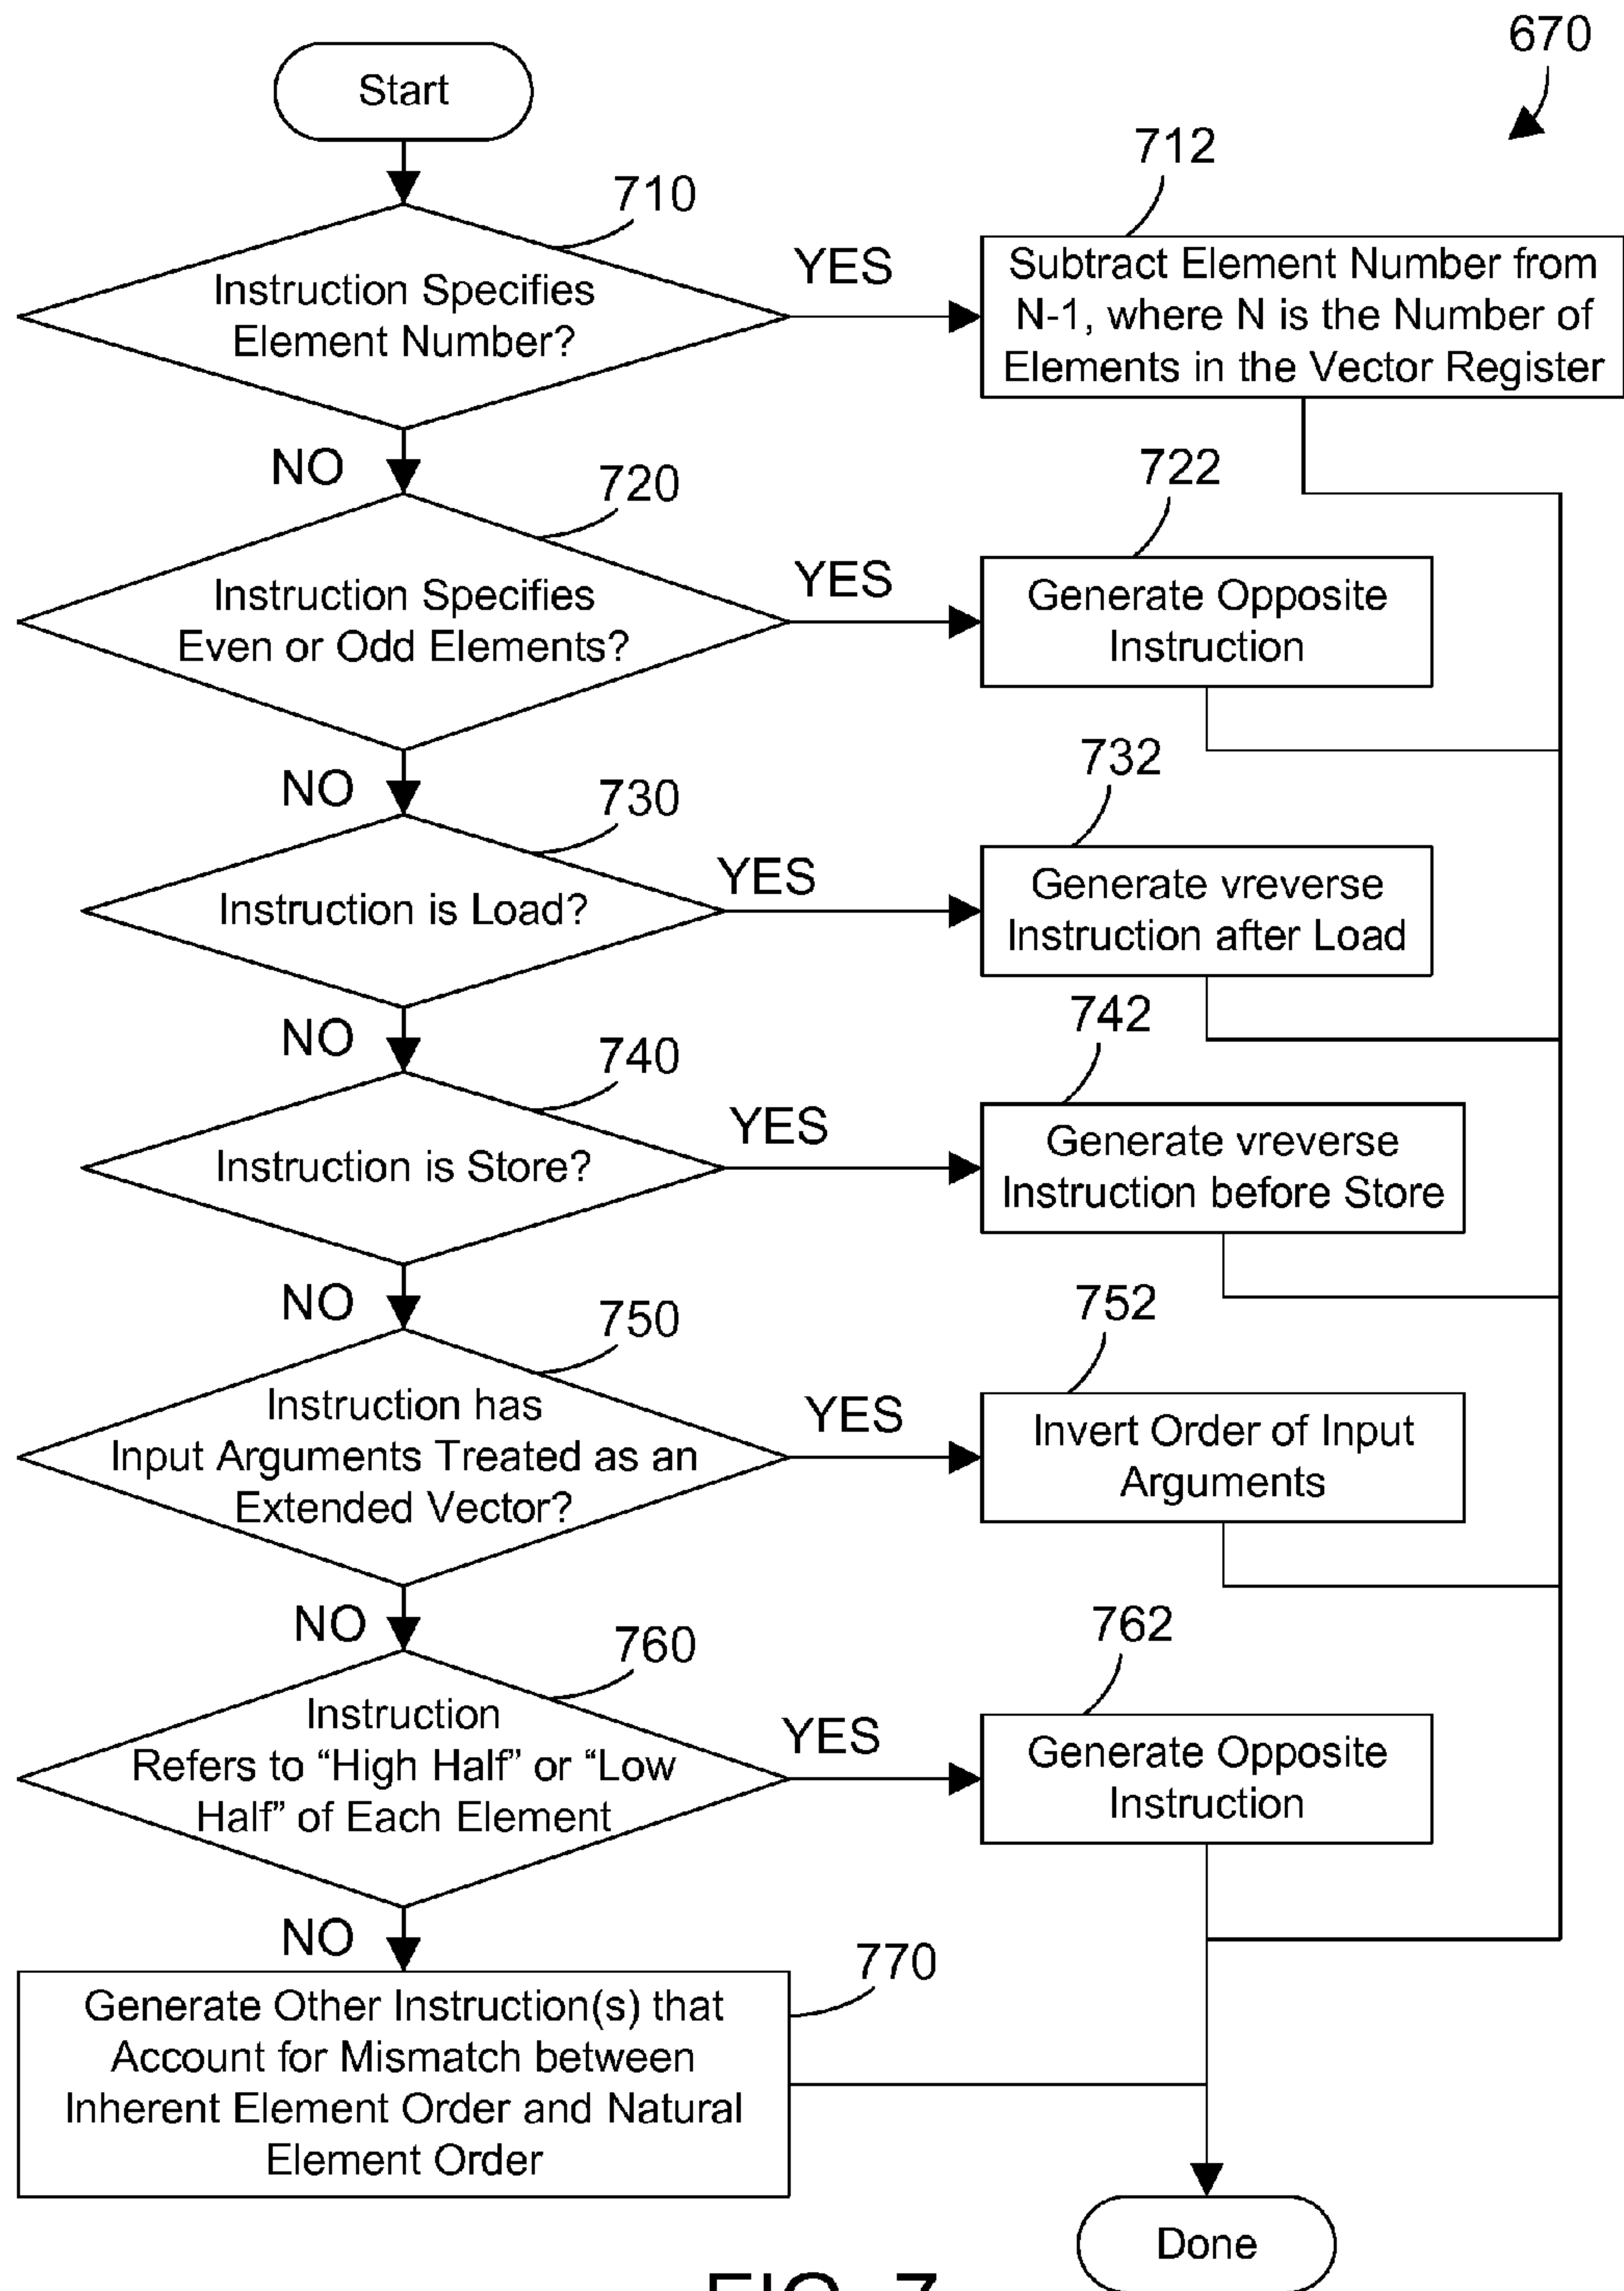 670
Start
710
712
Instruction Specifies
Element Number?
YES
Subtract Element Number from
N-1, where N is the Number of
Elements in the Vector Register
NO
720
722
Instruction Specifies
Even or Odd Elements?
YES
Generate Opposite
Instruction
NO
730
732
Instruction is Load?
YES
Generate vreverse
Instruction after Load
NO
740
742
Instruction is Store?
YES
Generate vreverse
Instruction before Store
NO
750
752
Instruction has
Input Arguments Treated as an
Extended Vector?
YES
Invert Order of Input
Arguments
NO
760
762
Instruction
Refers to “High Half” or “Low
Half” of Each Element
YES
Generate Opposite
Instruction
NO
770
Generate Other Instruction(s) that
Account for Mismatch between
Inherent Element Order and Natural
Element Order
Done
FIG. 7